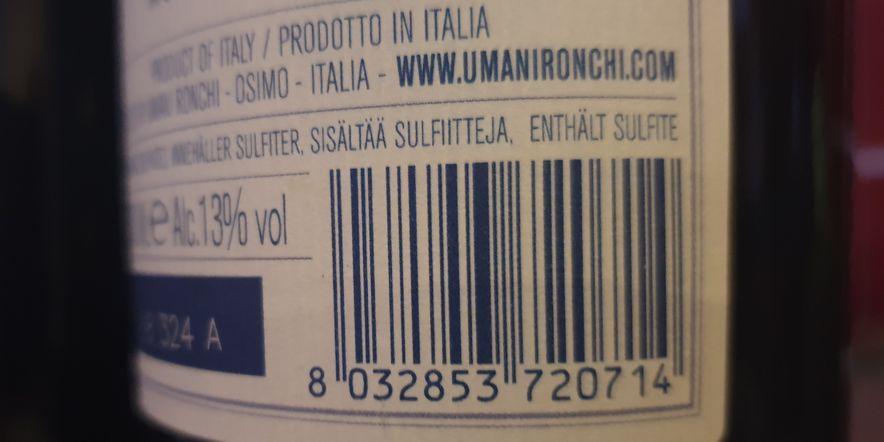 PRODUCT OF ITALY / PRODOTTO IN ITALIA
RONCHI - OSIMO - ITALIA - WWW.UMANIRONCHI.COM
INNEHÅLLER SULFITER, SISÄLTÄÄ SULFIITTEJA, ENTHÄLT SULFITE
e Alc.13% vol
324 A
8 032853 720714